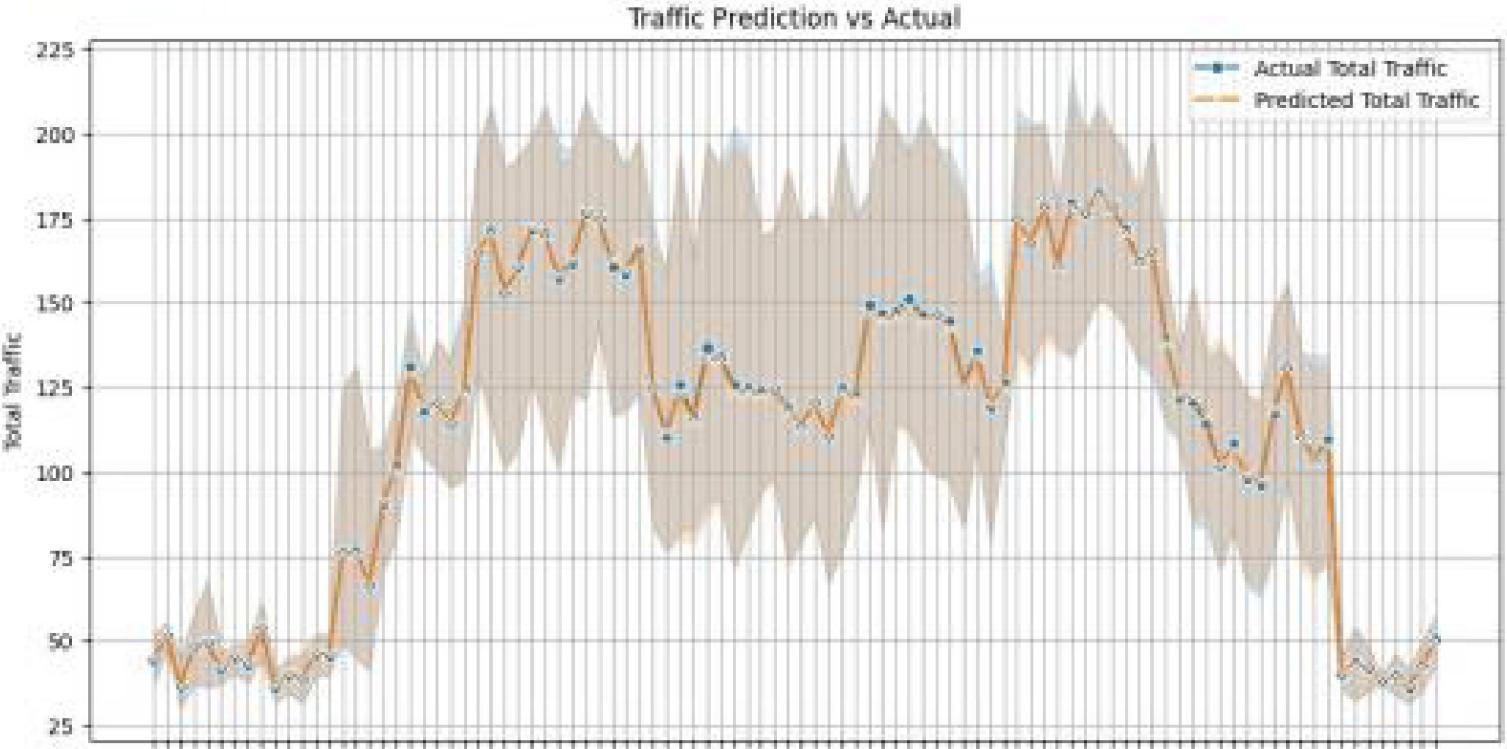 Traffic Prediction vs Actual
225
200
175
150
125
100
75
50
25
Total Traffic
Actual Total Traffic
Predicted Total Traffic